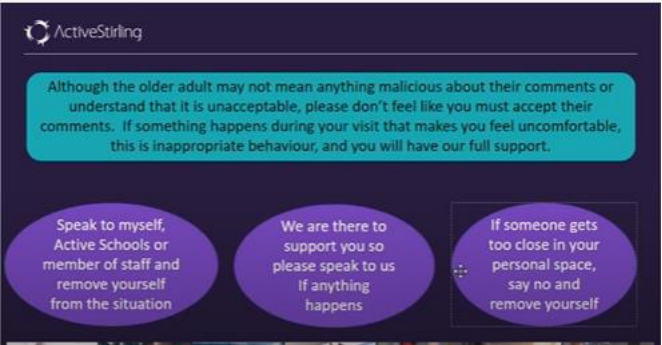 ActiveStirling
Although the older adult may not mean anything malicious about their comments or
understand that it is unacceptable, please don't feel like you must accept their
comments. If something happens during your visit that makes you feel uncomfortable,
this is inappropriate behaviour, and you will have our full support.
Speak to myself,
Active Schools or
member of staff and
remove yourself
from the situation
We are there to
support you so
please speak to us
If anything
happens
If someone gets
too close in your
personal space,
say no and
remove yourself